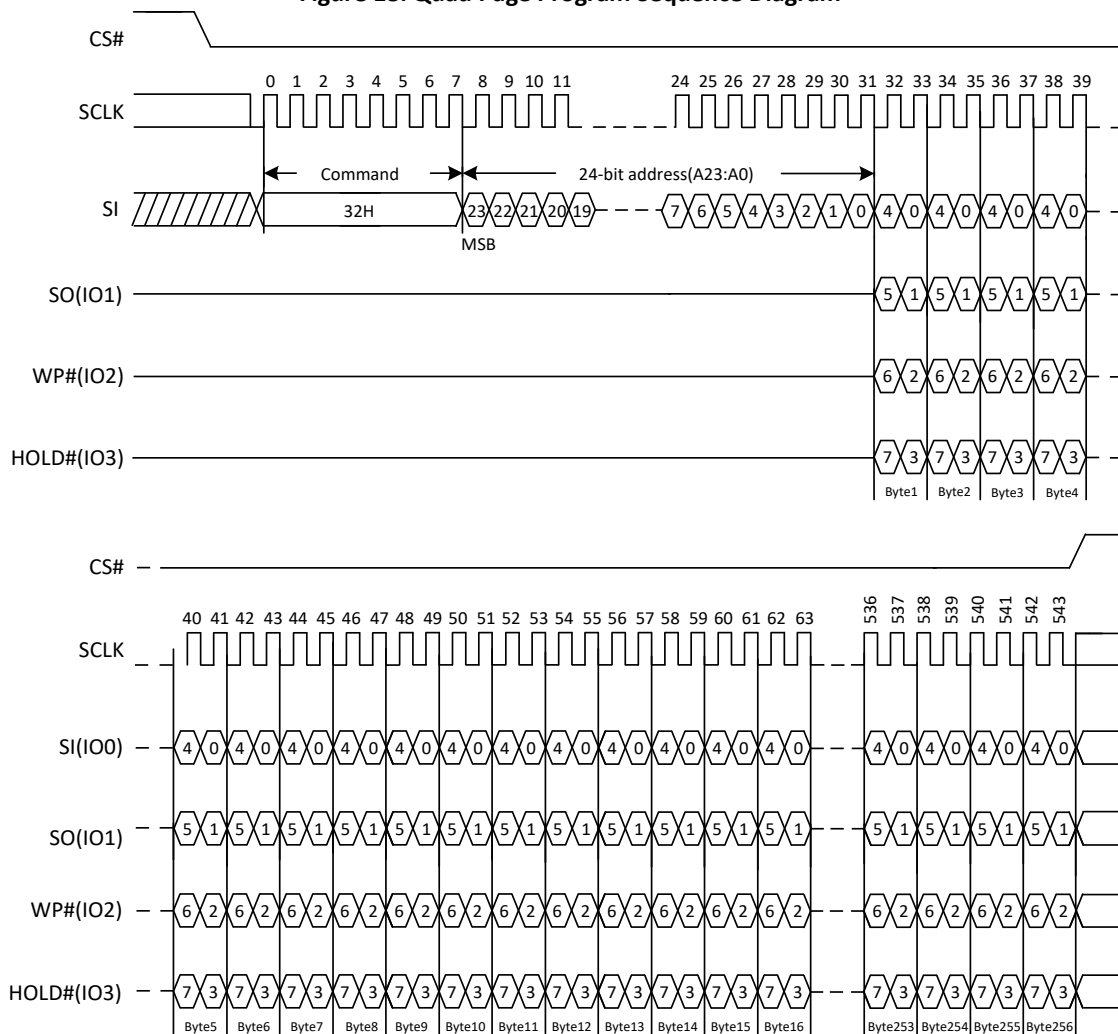 CS#
0 1 2 3 4 5 6 7 8 9 10 11 24 25 26 27 28 29 30 31 32 33 34 35 36 37 38 39
SCLK
Command 24-bit address(A23:A0)
SI 32H 23 22 21 20 19 7 6 5 4 3 2 1 0 4 0 4 0 4 0 4 0
MSB
SO(IO1) 5 1 5 1 5 1 5 1
WP#(IO2) 6 2 6 2 6 2 6 2
HOLD#(IO3) 7 3 7 3 7 3 7 3
Byte1 Byte2 Byte3 Byte4
CS#
40 41 42 43 44 45 46 47 48 49 50 51 52 53 54 55 56 57 58 59 60 61 62 63 536 537 538 539 540 541 542 543
SCLK
SI(IO0) 4 0 4 0 4 0 4 0 4 0 4 0 4 0 4 0 4 0 4 0 4 0 4 0 4 0 4 0 4 0 4 0
SO(IO1) 5 1 5 1 5 1 5 1 5 1 5 1 5 1 5 1 5 1 5 1 5 1 5 1 5 1 5 1 5 1 5 1
WP#(IO2) 6 2 6 2 6 2 6 2 6 2 6 2 6 2 6 2 6 2 6 2 6 2 6 2 6 2 6 2 6 2 6 2
HOLD#(IO3) 7 3 7 3 7 3 7 3 7 3 7 3 7 3 7 3 7 3 7 3 7 3 7 3 7 3 7 3 7 3 7 3
Byte5 Byte6 Byte7 Byte8 Byte9 Byte10 Byte11 Byte12 Byte13 Byte14 Byte15 Byte16 Byte253 Byte254 Byte255 Byte256